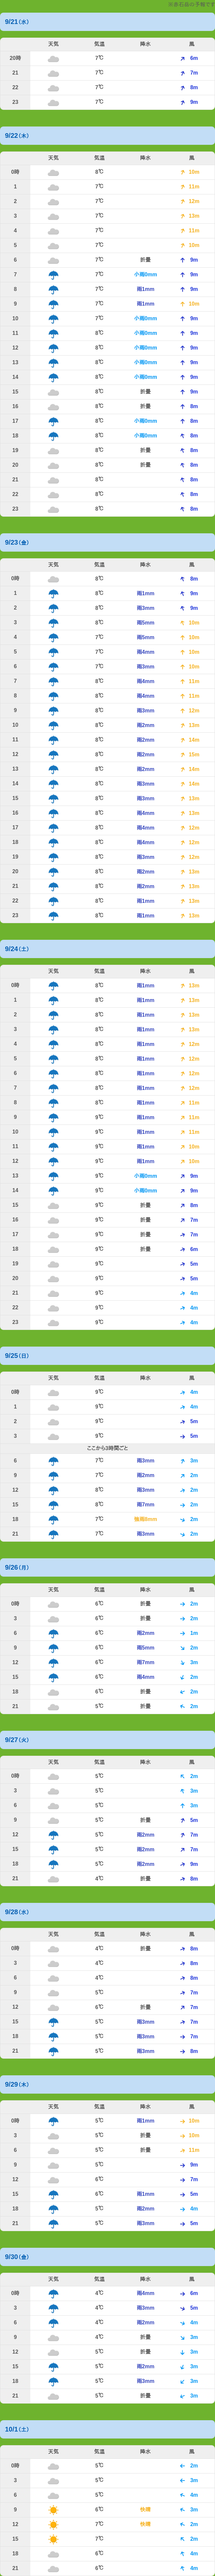 9/21(水)
天気 気温 降水 風
20時 7℃ 6m
21 7℃ 7m
22 7℃ 8m
23 7℃ 9m
9/22(木)
天気 気温 降水 風
0時 8℃ 10m
1 7℃ 11m
2 7℃ 12m
3 7℃ 13m
4 7℃ 11m
5 7℃ 10m
6 7℃ 折曇 9m
7 7℃ 小雨0mm 9m
8 7℃ 雨1mm 9m
9 7℃ 雨1mm 10m
10 7℃ 小雨0mm 9m
11 8℃ 小雨0mm 9m
12 8℃ 小雨0mm 9m
13 8℃ 小雨0mm 9m
14 8℃ 小雨0mm 9m
15 8℃ 折曇 9m
16 8℃ 折曇 8m
17 8℃ 小雨0mm 8m
18 8℃ 小雨0mm 8m
19 8℃ 折曇 8m
20 8℃ 折曇 8m
21 8℃ 8m
22 8℃ 8m
23 8℃ 8m
9/23(金)
天気 気温 降水 風
0時 8℃ 8m
1 8℃ 雨1mm 9m
2 8℃ 雨3mm 9m
3 8℃ 雨5mm 10m
4 7℃ 雨5mm 10m
5 7℃ 雨4mm 10m
6 7℃ 雨3mm 10m
7 8℃ 雨4mm 11m
8 8℃ 雨4mm 11m
9 8℃ 雨3mm 12m
10 8℃ 雨2mm 13m
11 8℃ 雨2mm 14m
12 8℃ 雨2mm 15m
13 8℃ 雨2mm 14m
14 8℃ 雨3mm 14m
15 8℃ 雨3mm 13m
16 8℃ 雨4mm 13m
17 8℃ 雨4mm 12m
18 8℃ 雨4mm 12m
19 8℃ 雨3mm 12m
20 8℃ 雨2mm 13m
21 8℃ 雨2mm 13m
22 8℃ 雨1mm 13m
23 8℃ 雨1mm 13m
9/24(土)
天気 気温 降水 風
0時 8℃ 雨1mm 13m
1 8℃ 雨1mm 13m
2 8℃ 雨1mm 13m
3 8℃ 雨1mm 13m
4 8℃ 雨1mm 12m
5 8℃ 雨1mm 12m
6 8℃ 雨1mm 12m
7 8℃ 雨1mm 12m
8 8℃ 雨1mm 11m
9 9℃ 雨1mm 11m
10 9℃ 雨1mm 11m
11 9℃ 雨1mm 10m
12 9℃ 雨1mm 10m
13 9℃ 小雨0mm 9m
14 9℃ 小雨0mm 9m
15 9℃ 折曇 8m
16 9℃ 折曇 7m
17 9℃ 折曇 7m
18 9℃ 折曇 6m
19 9℃ 5m
20 9℃ 5m
21 9℃ 4m
22 9℃ 4m
23 9℃ 4m
9/25(日)
天気 気温 降水 風
0時 9℃ 4m
1 9℃ 4m
2 9℃ 5m
3 9℃ 5m
ここから3時間ごと
6 7℃ 雨3mm 3m
9 7℃ 雨2mm 2m
12 8℃ 雨3mm 2m
15 8℃ 雨7mm 2m
18 7℃ 強雨8mm 2m
21 7℃ 雨3mm 2m
9/26(月)
天気 気温 降水 風
0時 6℃ 折曇 2m
3 6℃ 折曇 2m
6 6℃ 雨2mm 1m
9 6℃ 雨5mm 2m
12 6℃ 雨7mm 3m
15 6℃ 雨4mm 2m
18 6℃ 折曇 2m
21 5℃ 折曇 2m
9/27(火)
天気 気温 降水 風
0時 5℃ 2m
3 5℃ 3m
6 5℃ 3m
9 5℃ 折曇 5m
12 5℃ 雨2mm 7m
15 5℃ 雨2mm 7m
18 5℃ 雨2mm 9m
21 4℃ 折曇 8m
9/28(水)
天気 気温 降水 風
0時 4℃ 折曇 8m
3 4℃ 8m
6 4℃ 8m
9 5℃ 7m
12 6℃ 折曇 7m
15 5℃ 雨3mm 7m
18 5℃ 雨3mm 7m
21 5℃ 雨3mm 8m
9/29(木)
天気 気温 降水 風
0時 5℃ 雨1mm 10m
3 5℃ 折曇 10m
6 5℃ 折曇 11m
9 5℃ 9m
12 6℃ 7m
15 6℃ 雨1mm 5m
18 5℃ 雨2mm 4m
21 5℃ 雨3mm 5m
9/30(金)
天気 気温 降水 風
0時 4℃ 雨4mm 6m
3 4℃ 雨3mm 5m
6 4℃ 雨2mm 4m
9 4℃ 折曇 3m
12 5℃ 折曇 3m
15 5℃ 雨2mm 3m
18 5℃ 雨3mm 3m
21 5℃ 折曇 3m
10/1(土)
天気 気温 降水 風
0時 5℃ 2m
3 5℃ 3m
6 5℃ 4m
9 6℃ 快晴 3m
12 7℃ 快晴 2m
15 7℃ 2m
18 6℃ 4m
21 6℃ 4m